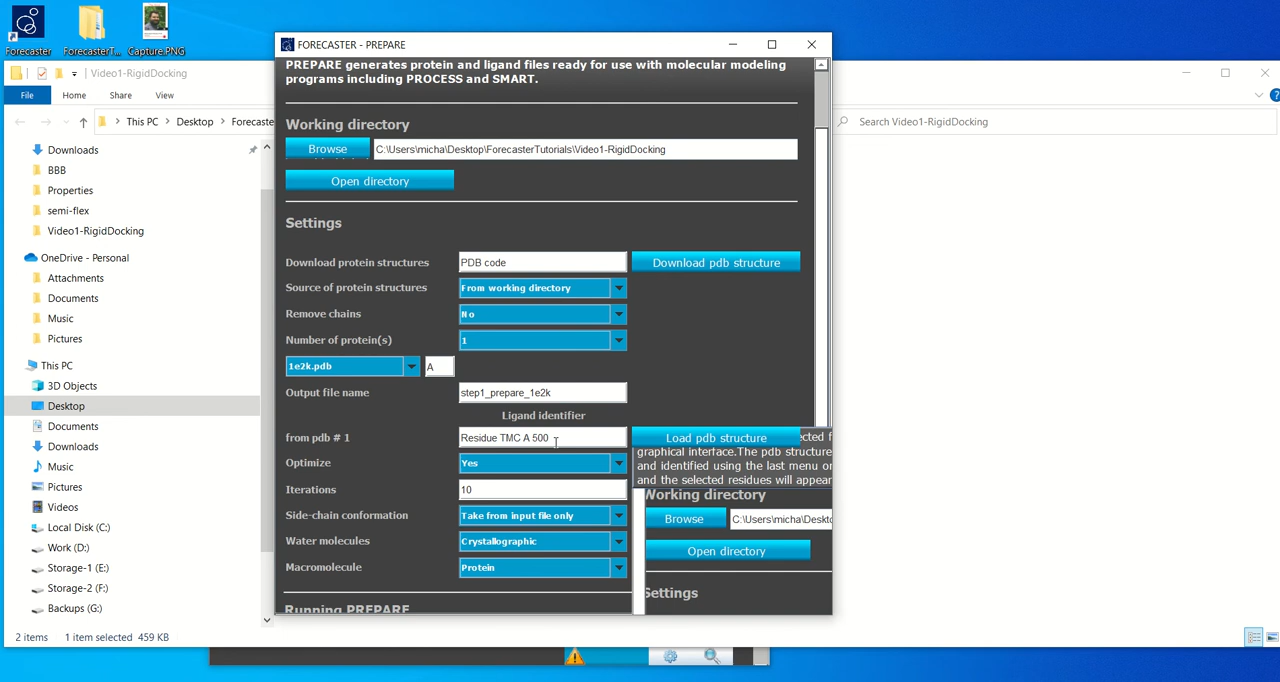 Forecaster
ForecasterT...
Capture.PNG
FORECASTER - PREPARE
Video1-RigidDocking
File Home Share View
This PC > Desktop > Forecaste
Search Video1-RigidDocking
Downloads
BBB
Properties
semi-flex
Video1-RigidDocking
OneDrive - Personal
Attachments
Documents
Music
Pictures
This PC
3D Objects
Desktop
Documents
Downloads
Music
Pictures
Videos
Local Disk (C:)
Work (D:)
Storage-1 (E:)
Storage-2 (F:)
Backups (G:)
2 items 1 item selected 459 KB
PREPARE generates protein and ligand files ready for use with molecular modeling
programs including PROCESS and SMART.
Working directory
Browse C:\Users\micha\Desktop\ForecasterTutorials\Video1-RigidDocking
Open directory
Settings
Download protein structures PDB code Download pdb structure
Source of protein structures From working directory
Remove chains No
Number of protein(s) 1
1e2k.pdb A
Output file name step1_prepare_1e2k
Ligand identifier
from pdb # 1 Residue TMC A 500 Load pdb structure
Optimize Yes
Iterations 10
Side-chain conformation Take from input file only
Water molecules Crystallographic
Macromolecule Protein
Running PREPARE
ected f
graphical interface.The pdb structure
and identified using the last menu or
and the selected residues will appear
Working directory
Browse C:\Users\micha\Deskto
Open directory
Settings